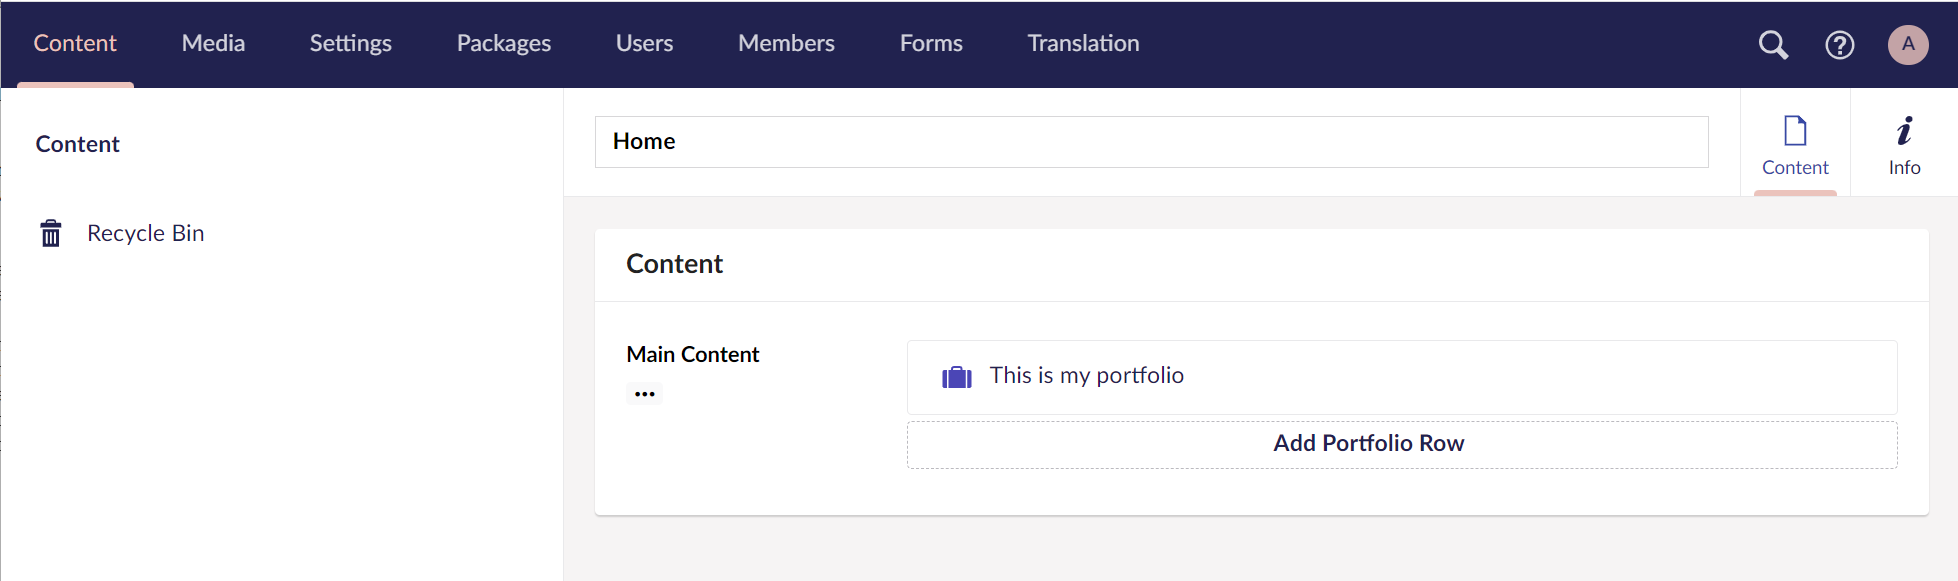 Content Media Settings Packages Users Members Forms Translation A
Content
Recycle Bin
Home
Content
Info
Content
Main Content
•••
This is my portfolio
Add Portfolio Row